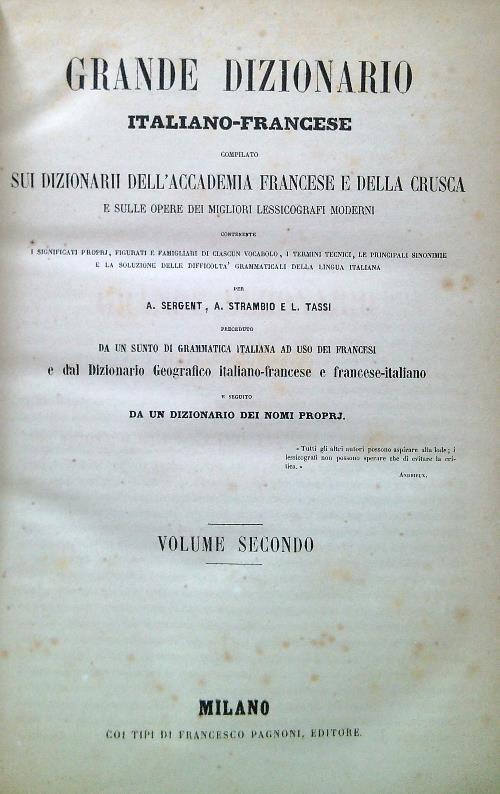 GRANDE DIZIONARIO
ITALIANO-FRANCESE
COMPILATO
SUI DIZIONARII DELL'ACCADEMIA FRANCESE E DELLA CRUSCA
E SULLE OPERE DEI MIGLIORI LESSICOGRAFI MODERNI
CONTENENTE
I SIGNIFICATI PROPRJ, FIGURATI E FAMIGLIARI DI CIASCUN VOCABOLO, I TERMINI TECNICI, LE PRINCIPALI SINONIMIE
E LA SOLUZIONE DELLE DIFFICOLTA' GRAMMATICALI DELLA LINGUA ITALIANA
PER
A. SERGENT, A. STRAMBIO E L. TASSI
PRECEDUTO
DA UN SUNTO DI GRAMMATICA ITALIANA AD USO DEI FRANCESI
e dal Dizionario Geografico italiano-francese e francese-italiano
E SEGUITO
DA UN DIZIONARIO DEI NOMI PROPRJ.
« Tutti gli altri autori possono aspirare alla lode; i
lessicografi non possono sperare che di evitare la cri-
tica. »
ANDRIEUX.
VOLUME SECONDO
MILANO
COI TIPI DI FRANCESCO PAGNONI, EDITORE.